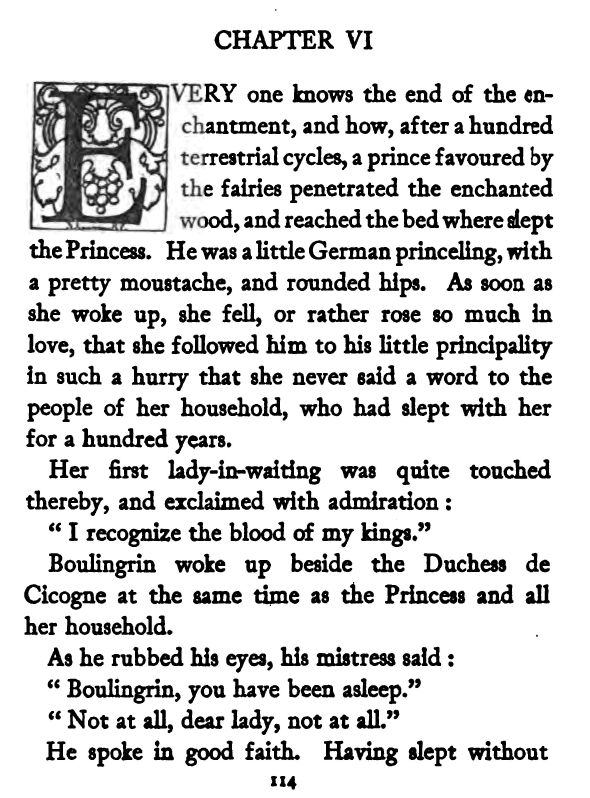 CHAPTER VI
EVERY one knows the end of the en-
chantment, and how, after a hundred
terrestrial cycles, a prince favoured by
the fairies penetrated the enchanted
wood, and reached the bed where slept
the Princess. He was a little German princeling, with
a pretty moustache, and rounded hips. As soon as
she woke up, she fell, or rather rose so much in
love, that she followed him to his little principality
in such a hurry that she never said a word to the
people of her household, who had slept with her
for a hundred years.
Her first lady-in-waiting was quite touched
thereby, and exclaimed with admiration :
“ I recognize the blood of my kings.”
Boulingrin woke up beside the Duchess de
Cicogne at the same time as the Princess and all
her household.
As he rubbed his eyes, his mistress said :
“ Boulingrin, you have been asleep.”
“ Not at all, dear lady, not at all.”
He spoke in good faith. Having slept without
114